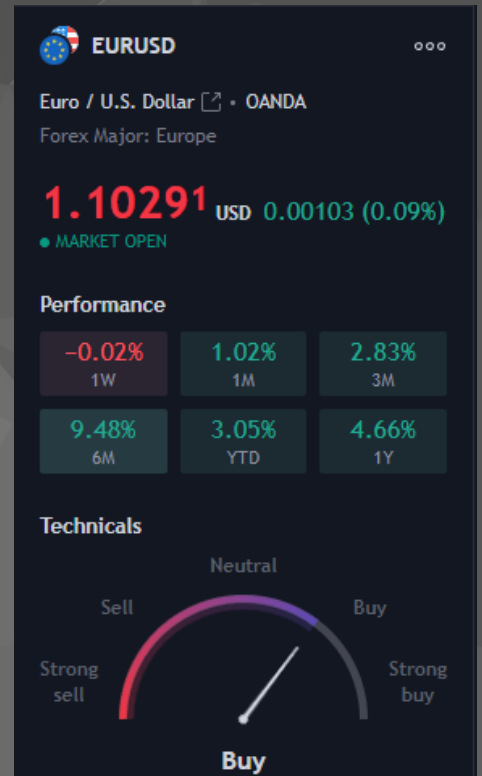 EURUSD
Euro / U.S. Dollar • OANDA
Forex Major: Europe
1.10291 USD 0.00103 (0.09%)
MARKET OPEN
Performance
−0.02% 1.02% 2.83%
1W 1M 3M
9.48% 3.05% 4.66%
6M YTD 1Y
Technicals
Neutral
Sell Buy
Strong sell Strong buy
Buy